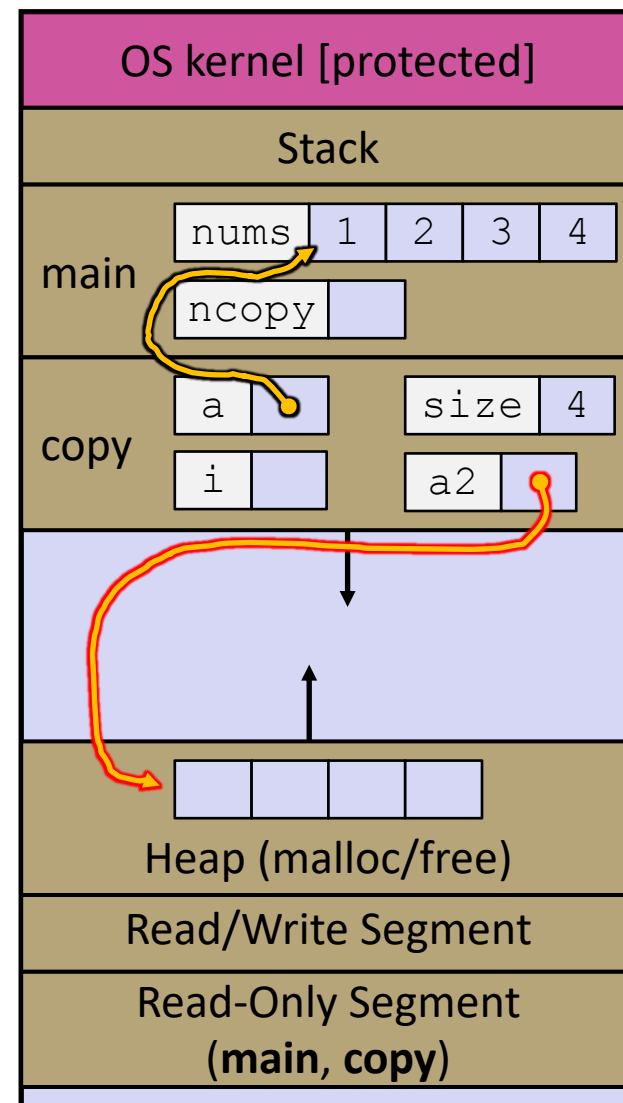 OS kernel [protected]
Stack
main
nums 1 2 3 4
ncopy
copy
a size 4
i a2
Heap (malloc/free)
Read/Write Segment
Read-Only Segment
(main, copy)